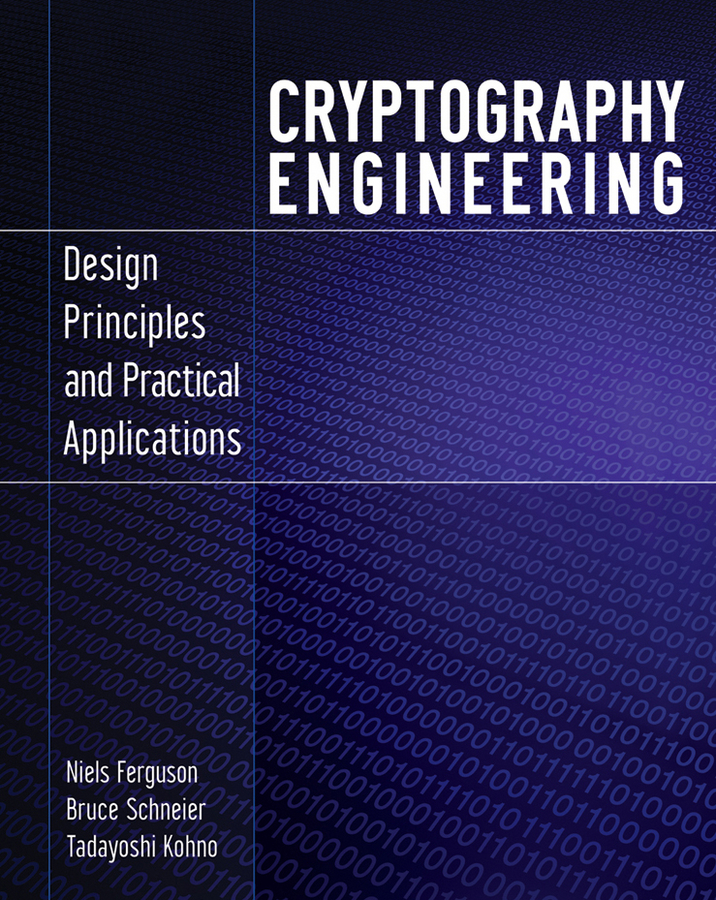 CRYPTOGRAPHY
ENGINEERING
Design
Principles
and Practical
Applications
Niels Ferguson
Bruce Schneier
Tadayoshi Kohno